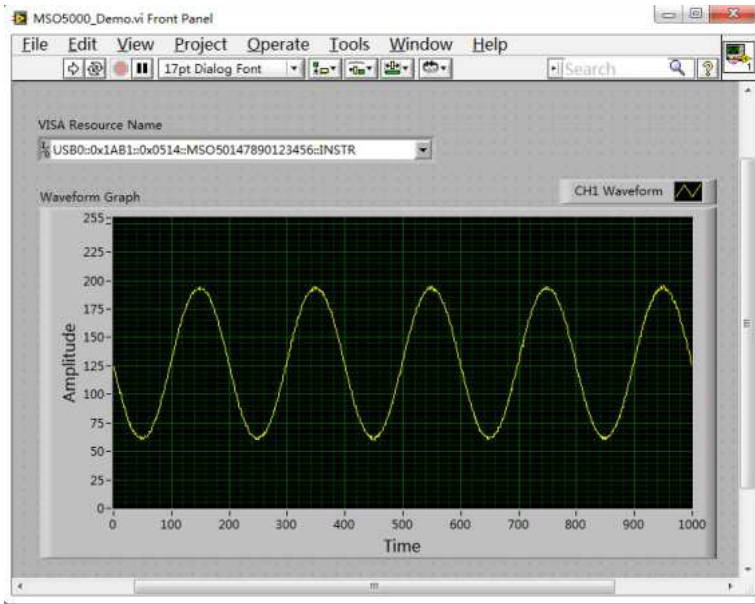 MSO5000_Demo.vi Front Panel
File Edit View Project Operate Tools Window Help
17pt Dialog Font Search ? 1
VISA Resource Name
USB0::0x1AB1::0x0514::MSO50147890123456::INSTR
Waveform Graph CH1 Waveform
255
225
200
175
150
125
100
75
50
25
0
Amplitude
0 100 200 300 400 500 600 700 800 900 1000
Time